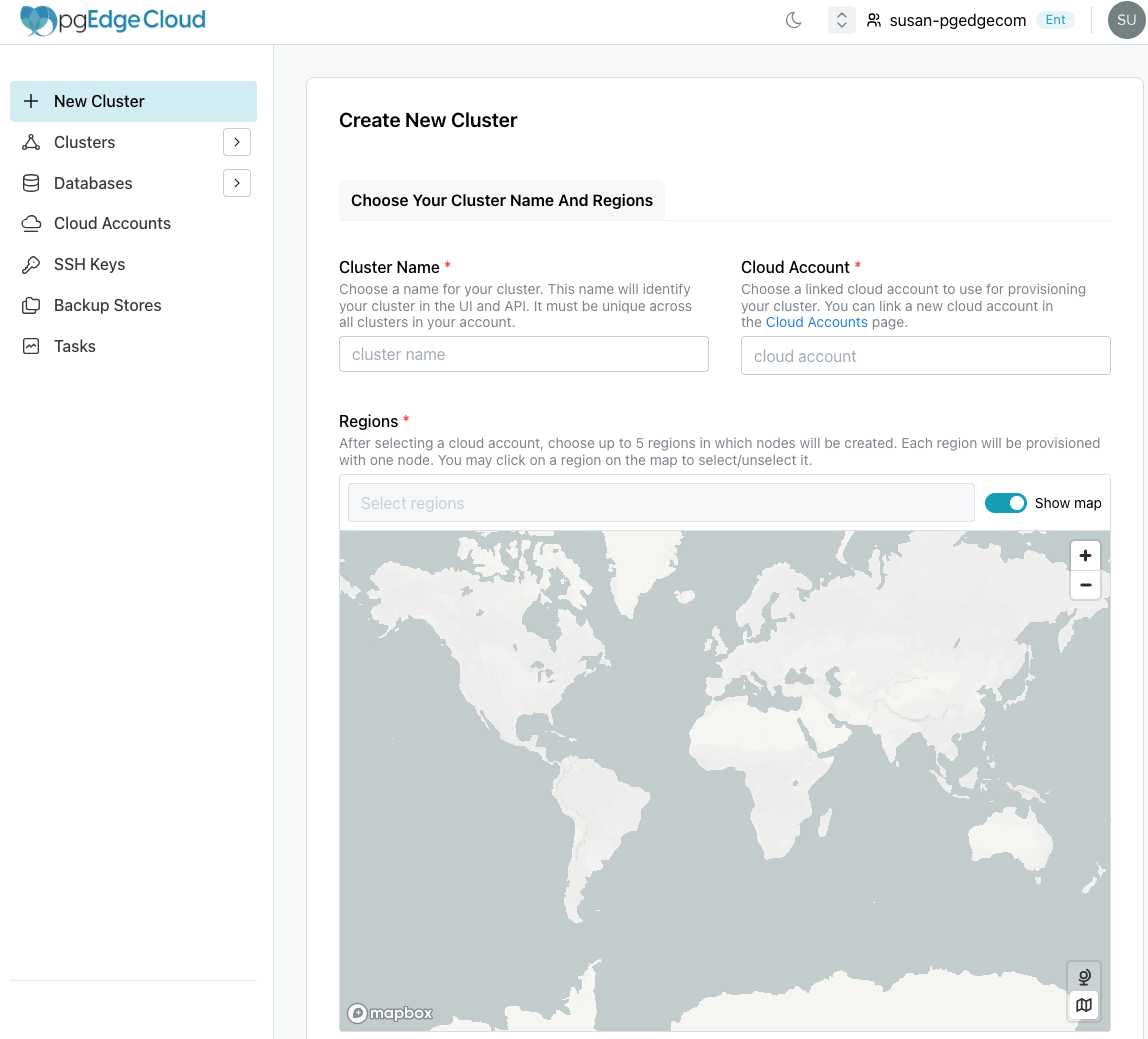 pgEdge Cloud
susan-pgedgecom
Ent
SU
New Cluster
Clusters
Databases
Cloud Accounts
SSH Keys
Backup Stores
Tasks
Create New Cluster
Choose Your Cluster Name And Regions
Cluster Name *
Choose a name for your cluster. This name will identify
your cluster in the UI and API. It must be unique across
all clusters in your account.
cluster name
Cloud Account *
Choose a linked cloud account to use for provisioning
your cluster. You can link a new cloud account in
the Cloud Accounts page.
cloud account
Regions *
After selecting a cloud account, choose up to 5 regions in which nodes will be created. Each region will be provisioned
with one node. You may click on a region on the map to select/unselect it.
Select regions
Show map
mapbox